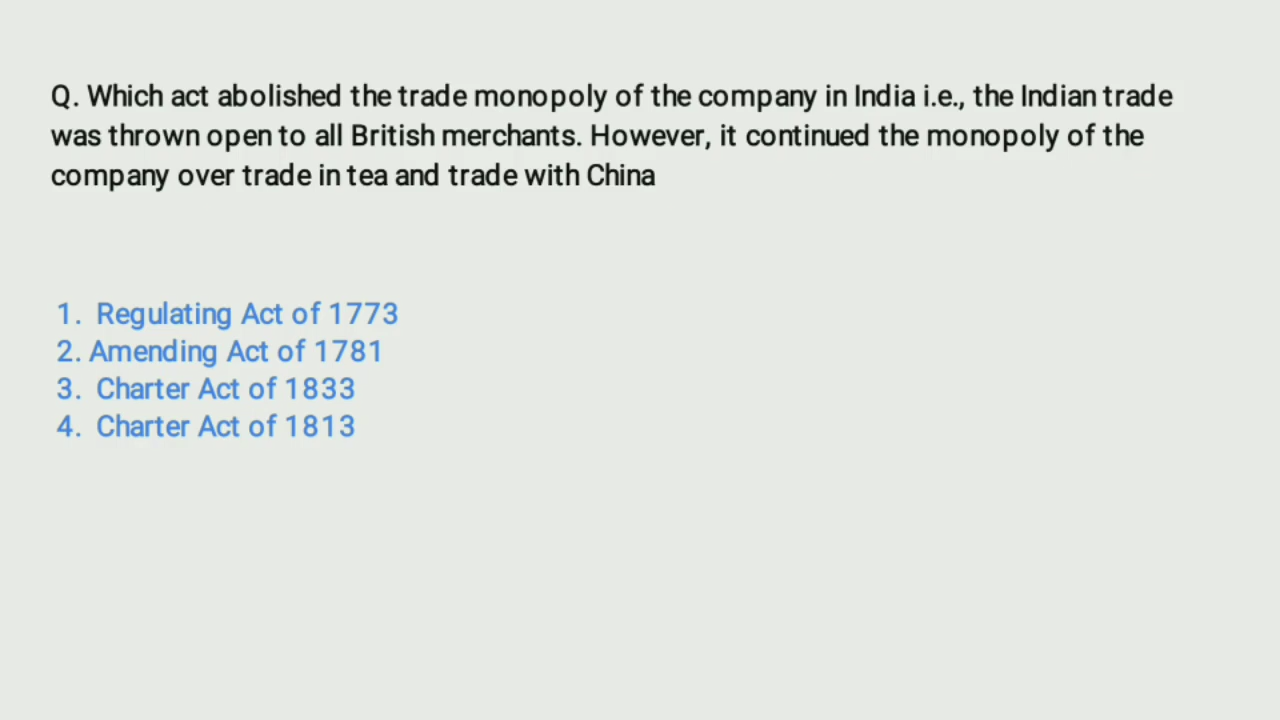 Q. Which act abolished the trade monopoly of the company in India i.e., the Indian trade
was thrown open to all British merchants. However, it continued the monopoly of the
company over trade in tea and trade with China
1. Regulating Act of 1773
2. Amending Act of 1781
3. Charter Act of 1833
4. Charter Act of 1813